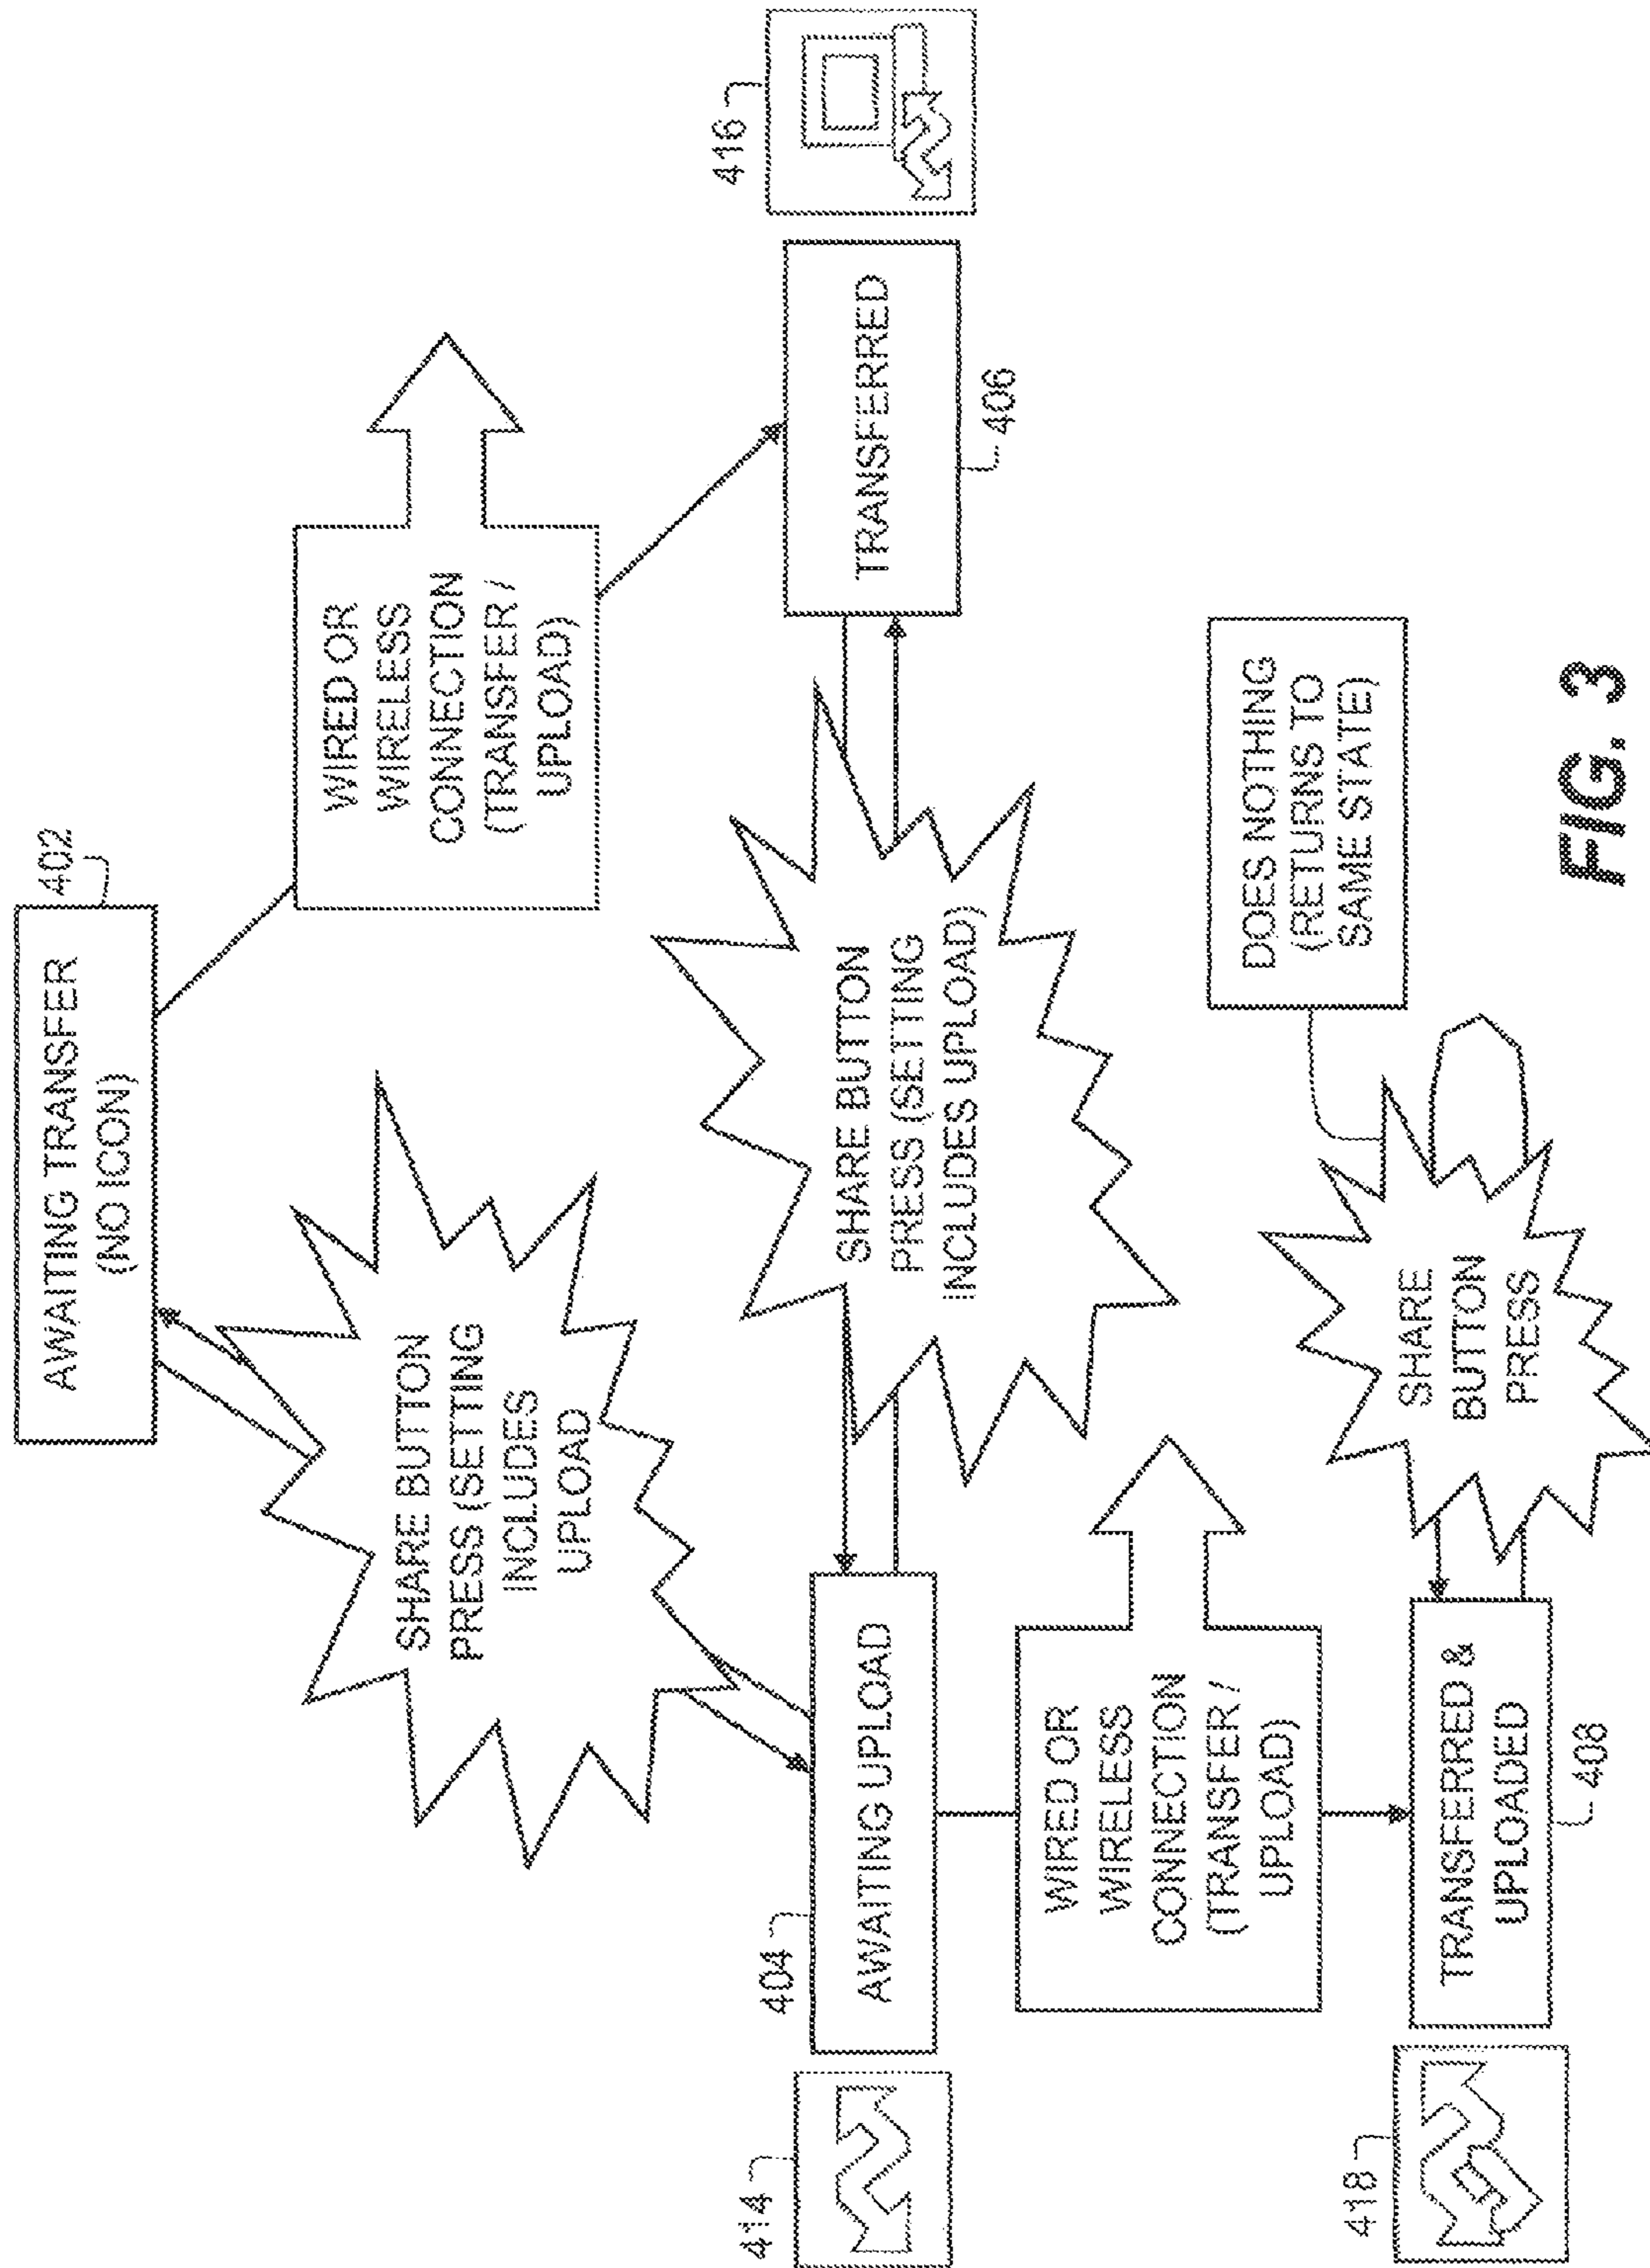 402
AWAITING TRANSFER
(NO ICON)
SHARE BUTTON
PRESS (SETTING
INCLUDES
UPLOAD
WIRED OR
WIRELESS
CONNECTION
(TRANSFER /
UPLOAD)
414
404
AWAITING UPLOAD
SHARE BUTTON
PRESS (SETTING
INCLUDES UPLOAD)
TRANSFERRED
406
416
WIRED OR
WIRELESS
CONNECTION
(TRANSFER /
UPLOAD)
418
TRANSFERRED &
UPLOADED
408
SHARE
BUTTON
PRESS
DOES NOTHING
(RETURNS TO
SAME STATE)
FIG. 3